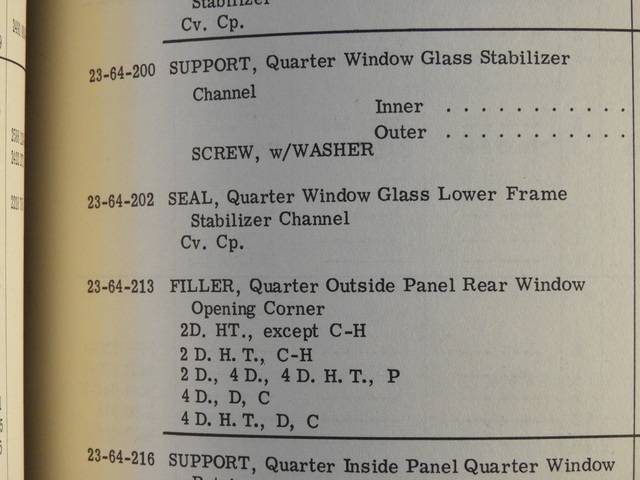 Stabilizer
Cv. Cp.
23-64-200 SUPPORT, Quarter Window Glass Stabilizer
Channel
Inner . . . . . . . . . . .
Outer . . . . . . . . . . .
SCREW, w/WASHER
23-64-202 SEAL, Quarter Window Glass Lower Frame
Stabilizer Channel
Cv. Cp.
23-64-213 FILLER, Quarter Outside Panel Rear Window
Opening Corner
2D. HT., except C-H
2 D. H. T., C-H
2 D., 4 D., 4 D. H. T., P
4 D., D, C
4 D. H. T., D, C
23-64-216 SUPPORT, Quarter Inside Panel Quarter Window